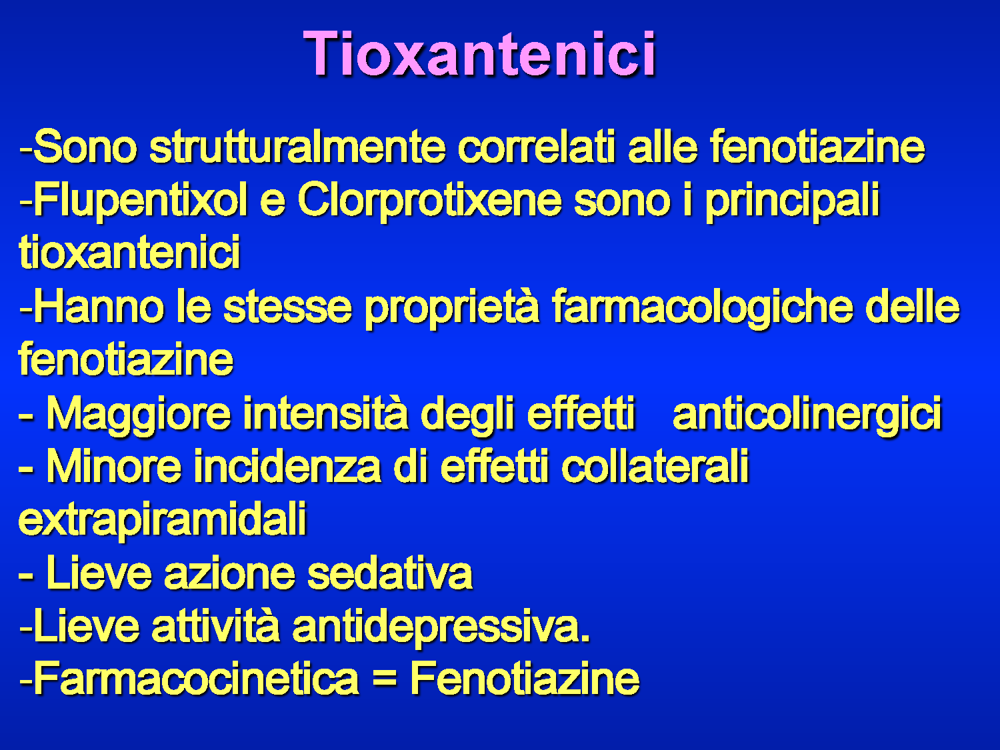 Tioxantenici
-Sono strutturalmente correlati alle fenotiazine
-Flupentixol e Clorprotixene sono i principali
tioxantenici
-Hanno le stesse proprietà farmacologiche delle
fenotiazine
- Maggiore intensità degli effetti anticolinergici
- Minore incidenza di effetti collaterali
extrapiramidali
- Lieve azione sedativa
-Lieve attività antidepressiva.
-Farmacocinetica = Fenotiazine